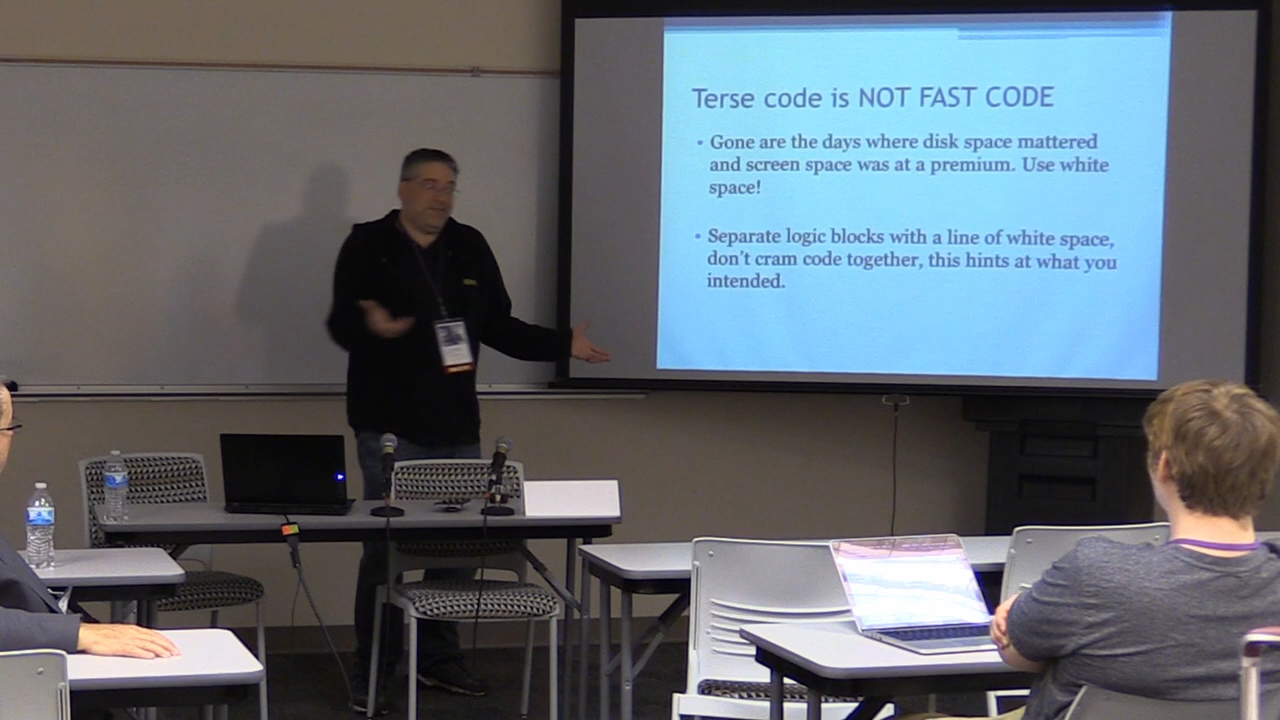 Terse code is NOT FAST CODE
• Gone are the days where disk space mattered
and screen space was at a premium. Use white
space!
• Separate logic blocks with a line of white space,
don't cram code together, this hints at what you
intended.